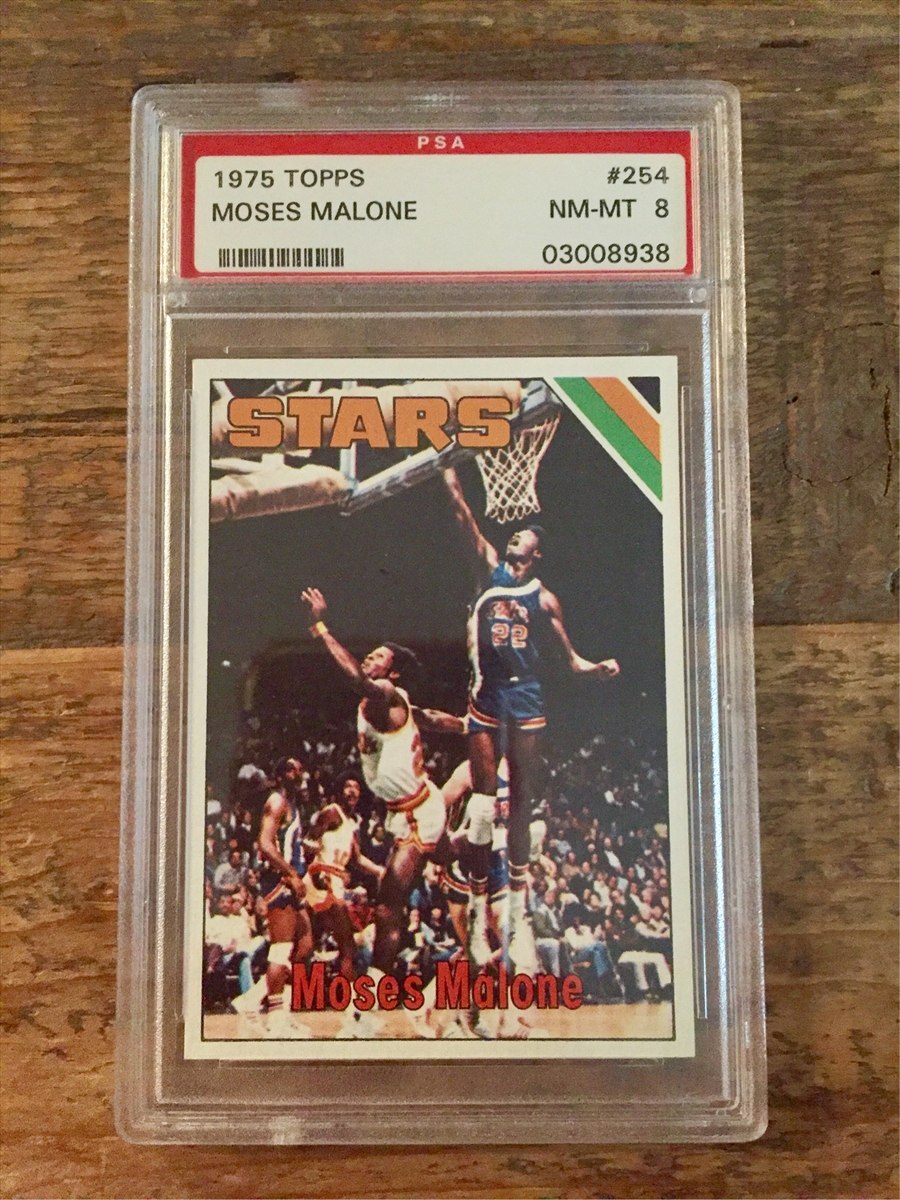 PSA
1975 TOPPS #254
MOSES MALONE NM-MT 8
03008938
STARS
22
Moses Malone